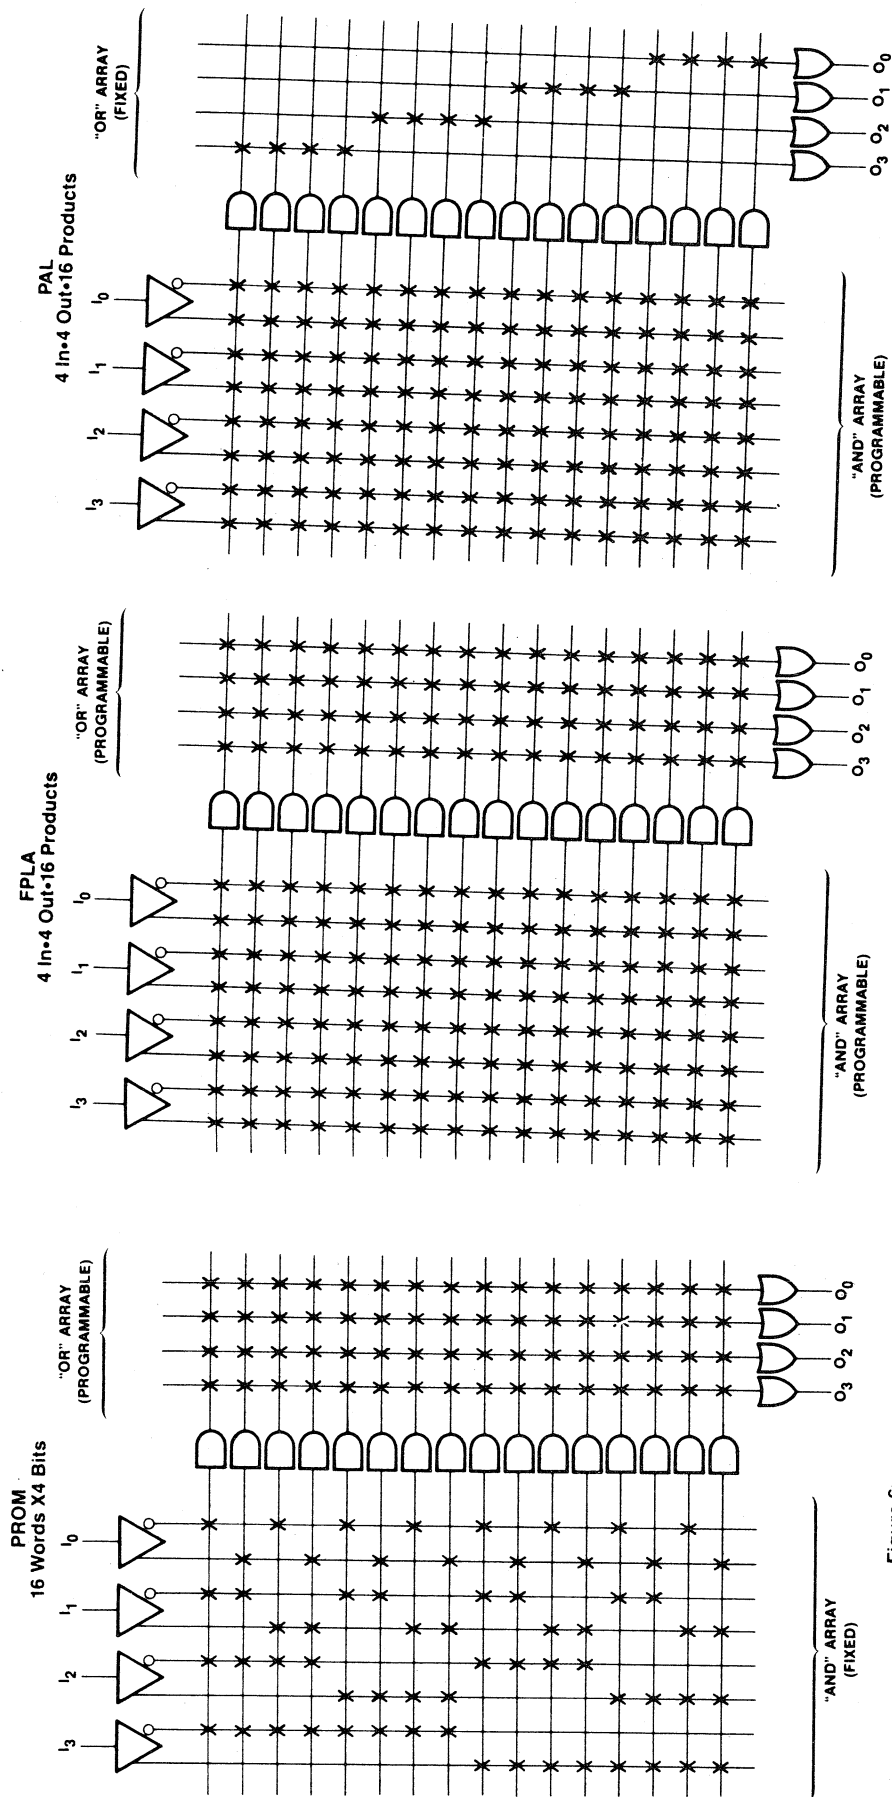 PROM
16 Words X4 Bits
I3
I2
I1
I0
"OR" ARRAY
(PROGRAMMABLE)
"AND" ARRAY
(FIXED)
O3
O2
O1
O0
FPLA
4 In•4 Out•16 Products
I3
I2
I1
I0
"OR" ARRAY
(PROGRAMMABLE)
"AND" ARRAY
(PROGRAMMABLE)
O3
O2
O1
O0
PAL
4 In•4 Out•16 Products
I3
I2
I1
I0
"OR" ARRAY
(FIXED)
"AND" ARRAY
(PROGRAMMABLE)
O3
O2
O1
O0